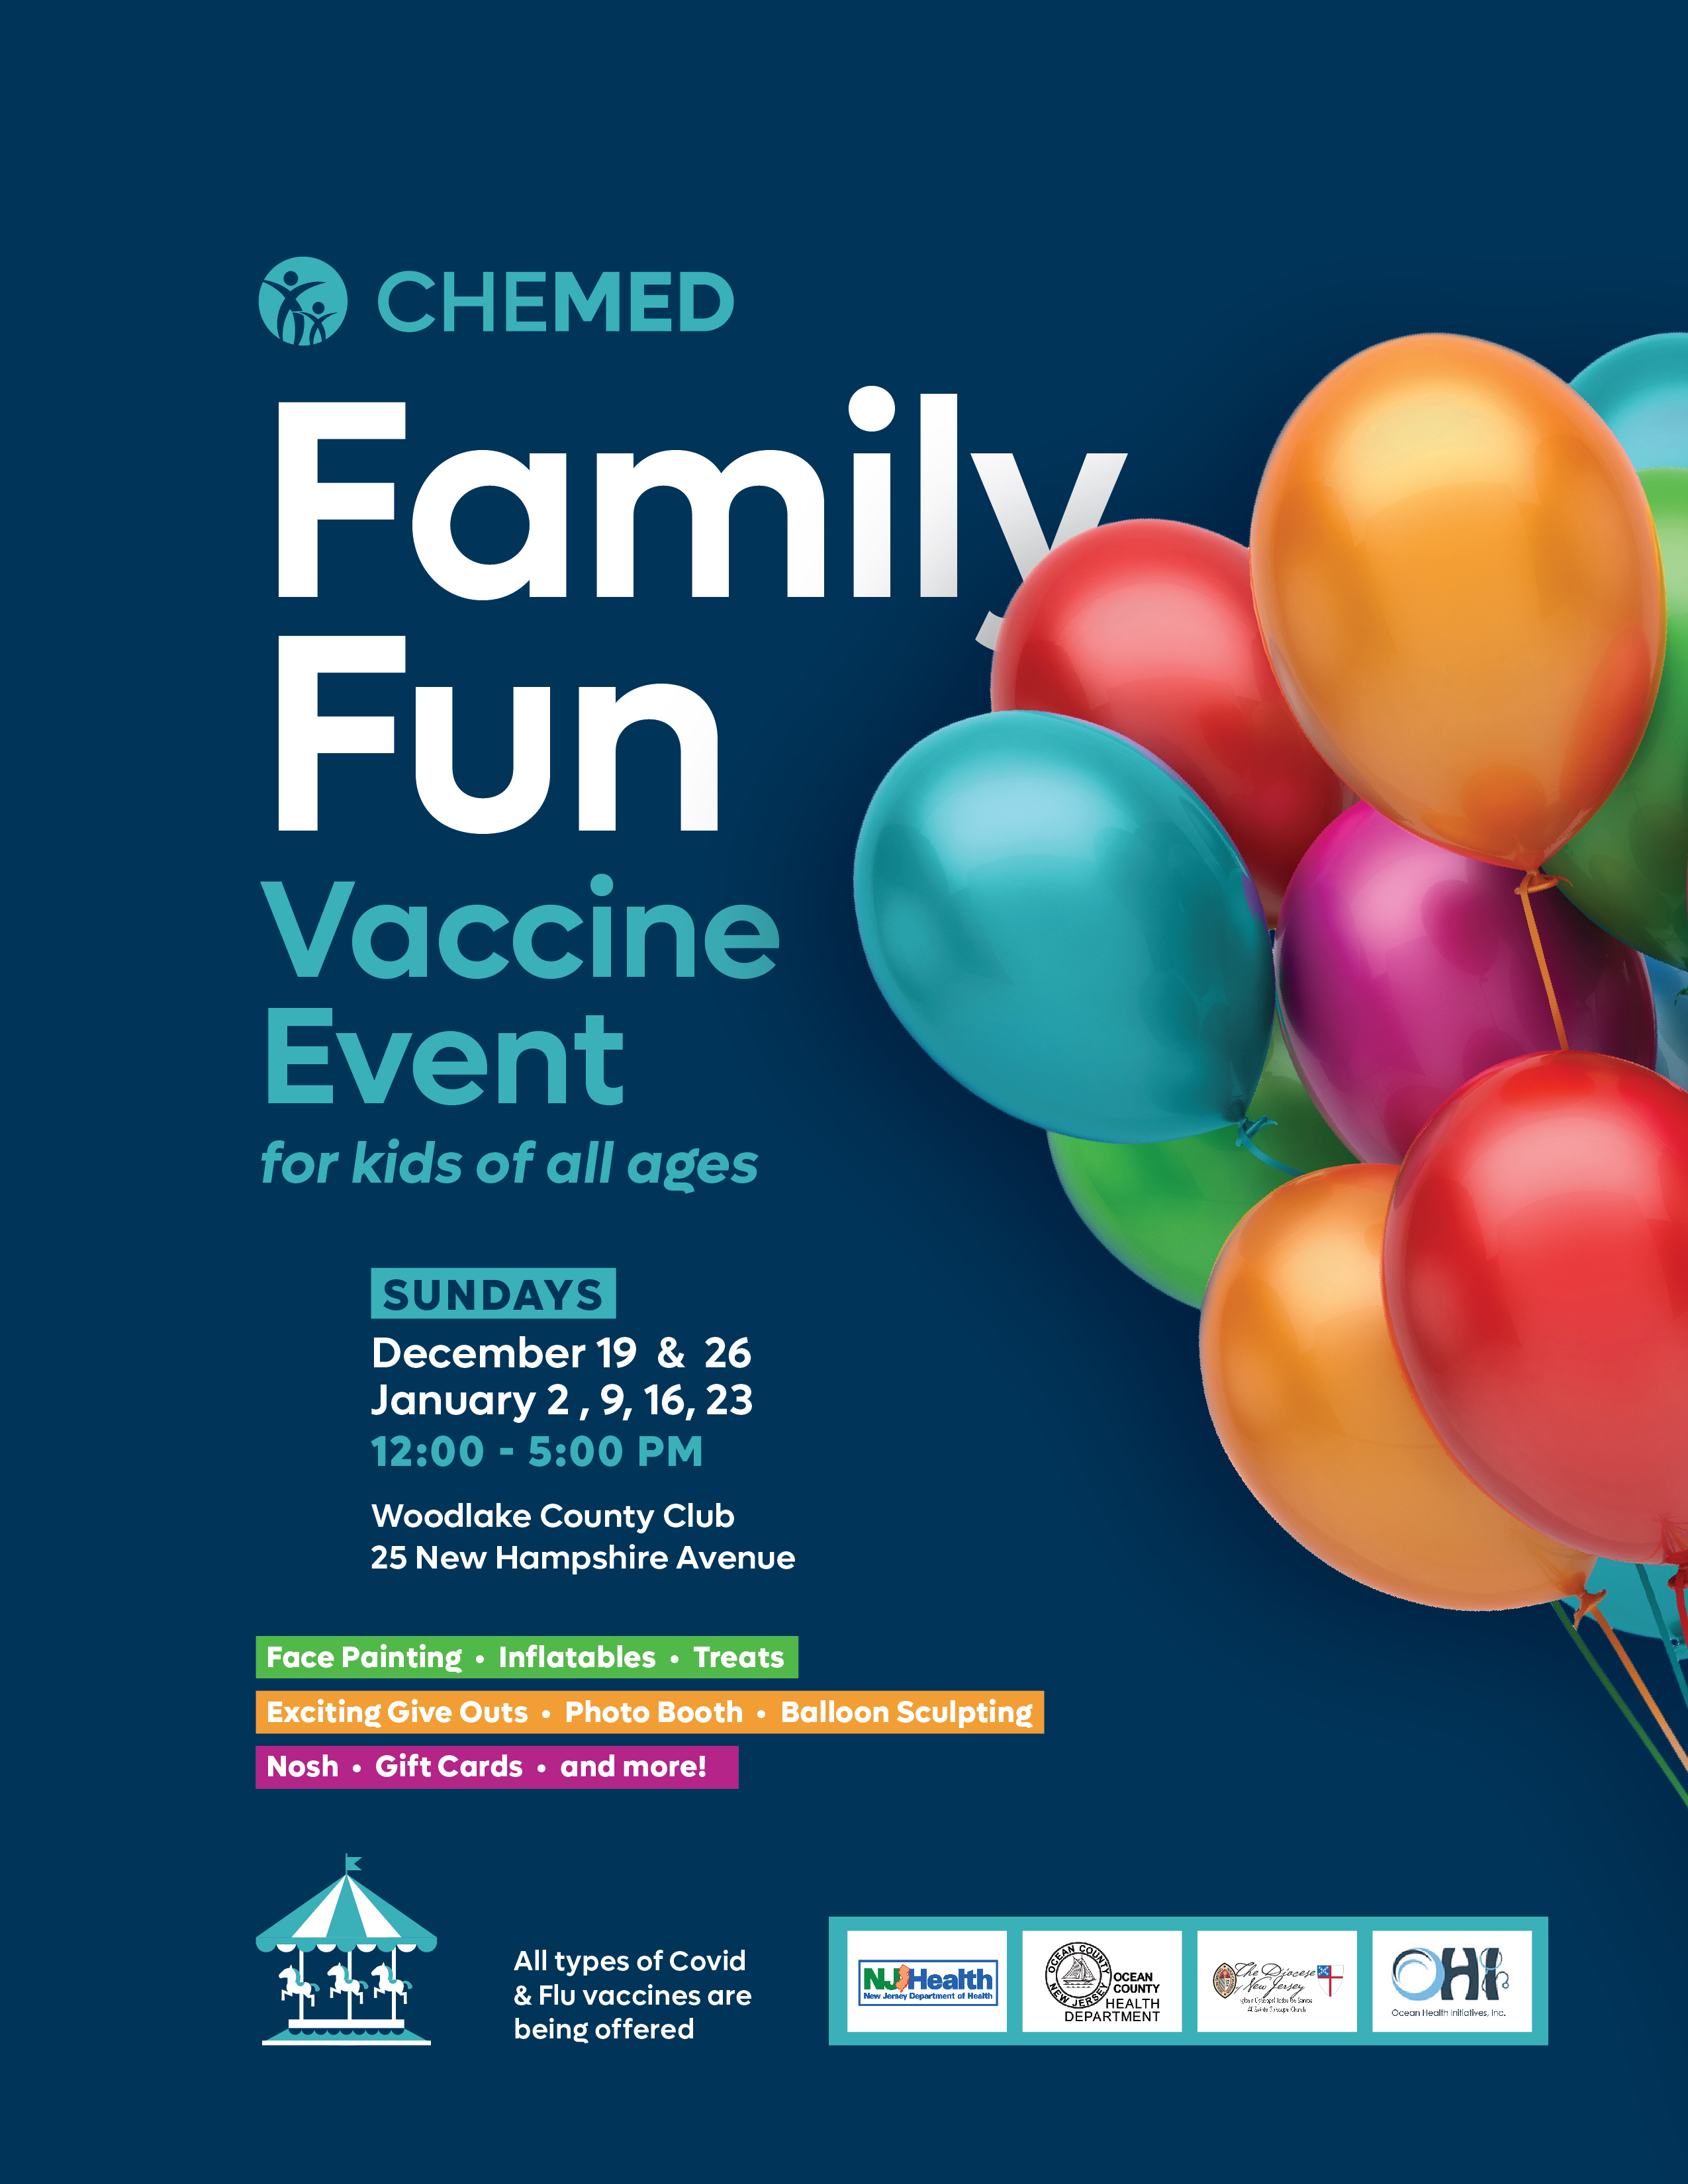 CHEMED
Family
Fun
Vaccine
Event
for kids of all ages
SUNDAYS
December 19 & 26
January 2 , 9, 16, 23
12:00 - 5:00 PM
Woodlake County Club
25 New Hampshire Avenue
Face Painting • Inflatables • Treats
Exciting Give Outs • Photo Booth • Balloon Sculpting
Nosh • Gift Cards • and more!
All types of Covid
& Flu vaccines are
being offered
NJHealth
New Jersey Department of Health
OCEAN COUNTY
NEW JERSEY
OCEAN
COUNTY
HEALTH
DEPARTMENT
The Diocese
of New Jersey
OHI
Ocean Health Initiatives, Inc.